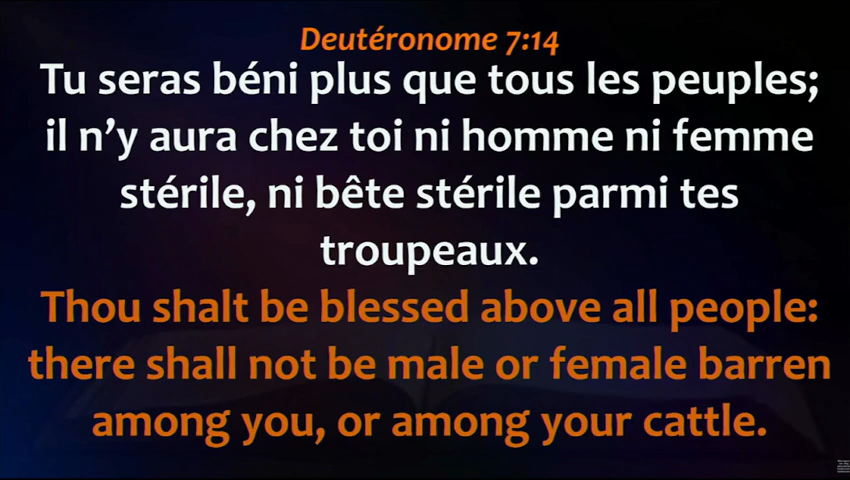 Deutéronome 7:14
Tu seras béni plus que tous les peuples;
il n’y aura chez toi ni homme ni femme
stérile, ni bête stérile parmi tes
troupeaux.
Thou shalt be blessed above all people:
there shall not be male or female barren
among you, or among your cattle.